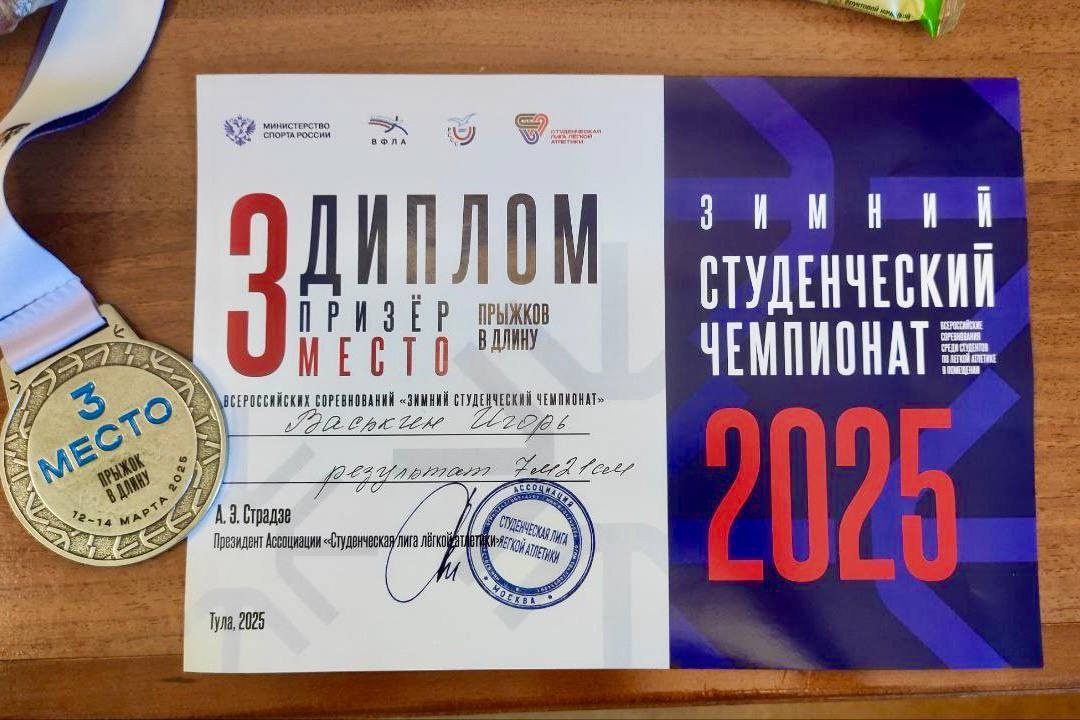 МИНИСТЕРСТВО
СПОРТА РОССИИ
ВФЛА
СТУДЕНЧЕСКАЯ
ЛИГА ЛЁГКОЙ
АТЛЕТИКИ
3 ДИПЛОМ
ПРИЗЁР
МЕСТО
ПРЫЖКОВ
В ДЛИНУ
ВСЕРОССИЙСКИХ СОРЕВНОВАНИЙ «ЗИМНИЙ СТУДЕНЧЕСКИЙ ЧЕМПИОНАТ»
Васькин Игорь
результат 7м21см
А. Э. Страдзе
Президент Ассоциации «Студенческая лига лёгкой атлетики»
АССОЦИАЦИЯ
СТУДЕНЧЕСКАЯ ЛИГА
ЛЕГКОЙ АТЛЕТИКИ
МОСКВА
Тула, 2025
ЗИМНИЙ
СТУДЕНЧЕСКИЙ
ЧЕМПИОНАТ
ВСЕРОССИЙСКИЕ
СОРЕВНОВАНИЯ
СРЕДИ СТУДЕНТОВ
ПО ЛЕГКОЙ АТЛЕТИКЕ
В ПОМЕЩЕНИИ
2025
3
МЕСТО
ПРЫЖОК
В ДЛИНУ
12-14 МАРТА 2025